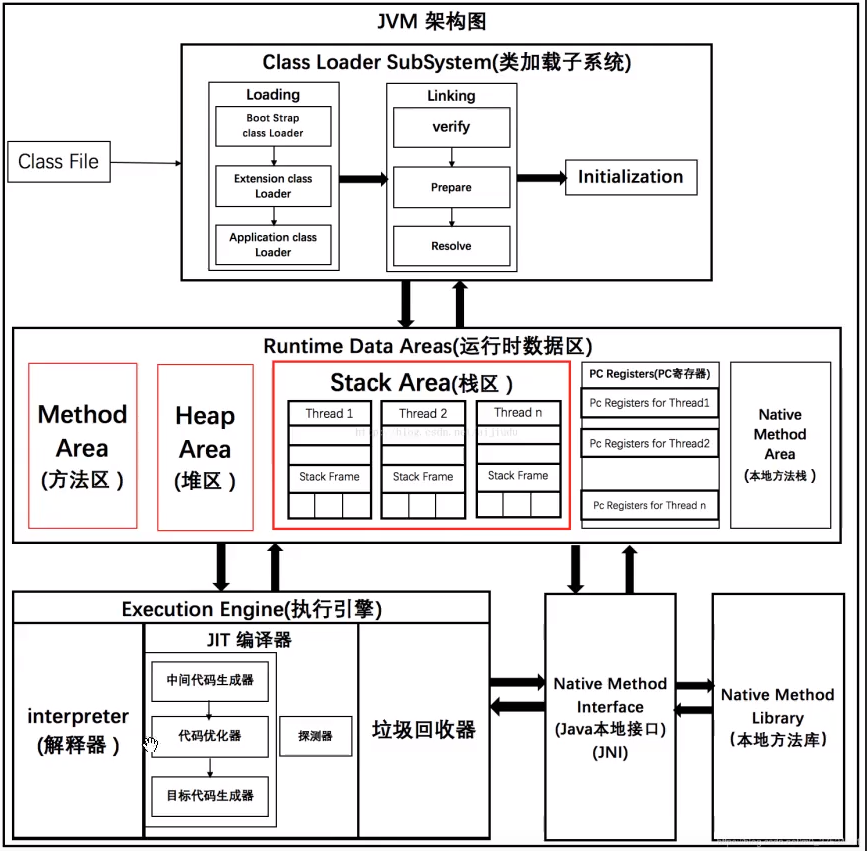 JVM 架构图
Class Loader SubSystem(类加载子系统)
Class File
Loading
Boot Strap
class Loader
Extension class
Loader
Application class
Loader
Linking
verify
Prepare
Resolve
Initialization
Runtime Data Areas(运行时数据区)
Method
Area
(方法区 )
Heap
Area
(堆区 )
Stack Area(栈区 )
Thread 1
Stack Frame
Thread 2
Stack Frame
Thread n
Stack Frame
PC Registers(PC寄存器)
Pc Registers for Thread1
Pc Registers for Thread2
Pc Registers for Thread n
Native
Method
Area
(本地方法栈 )
Execution Engine(执行引擎)
interpreter
(解释器 )
JIT 编译器
中间代码生成器
代码优化器
目标代码生成器
探测器
垃圾回收器
Native Method
Interface
(Java本地接口)
(JNI)
Native Method
Library
(本地方法库)